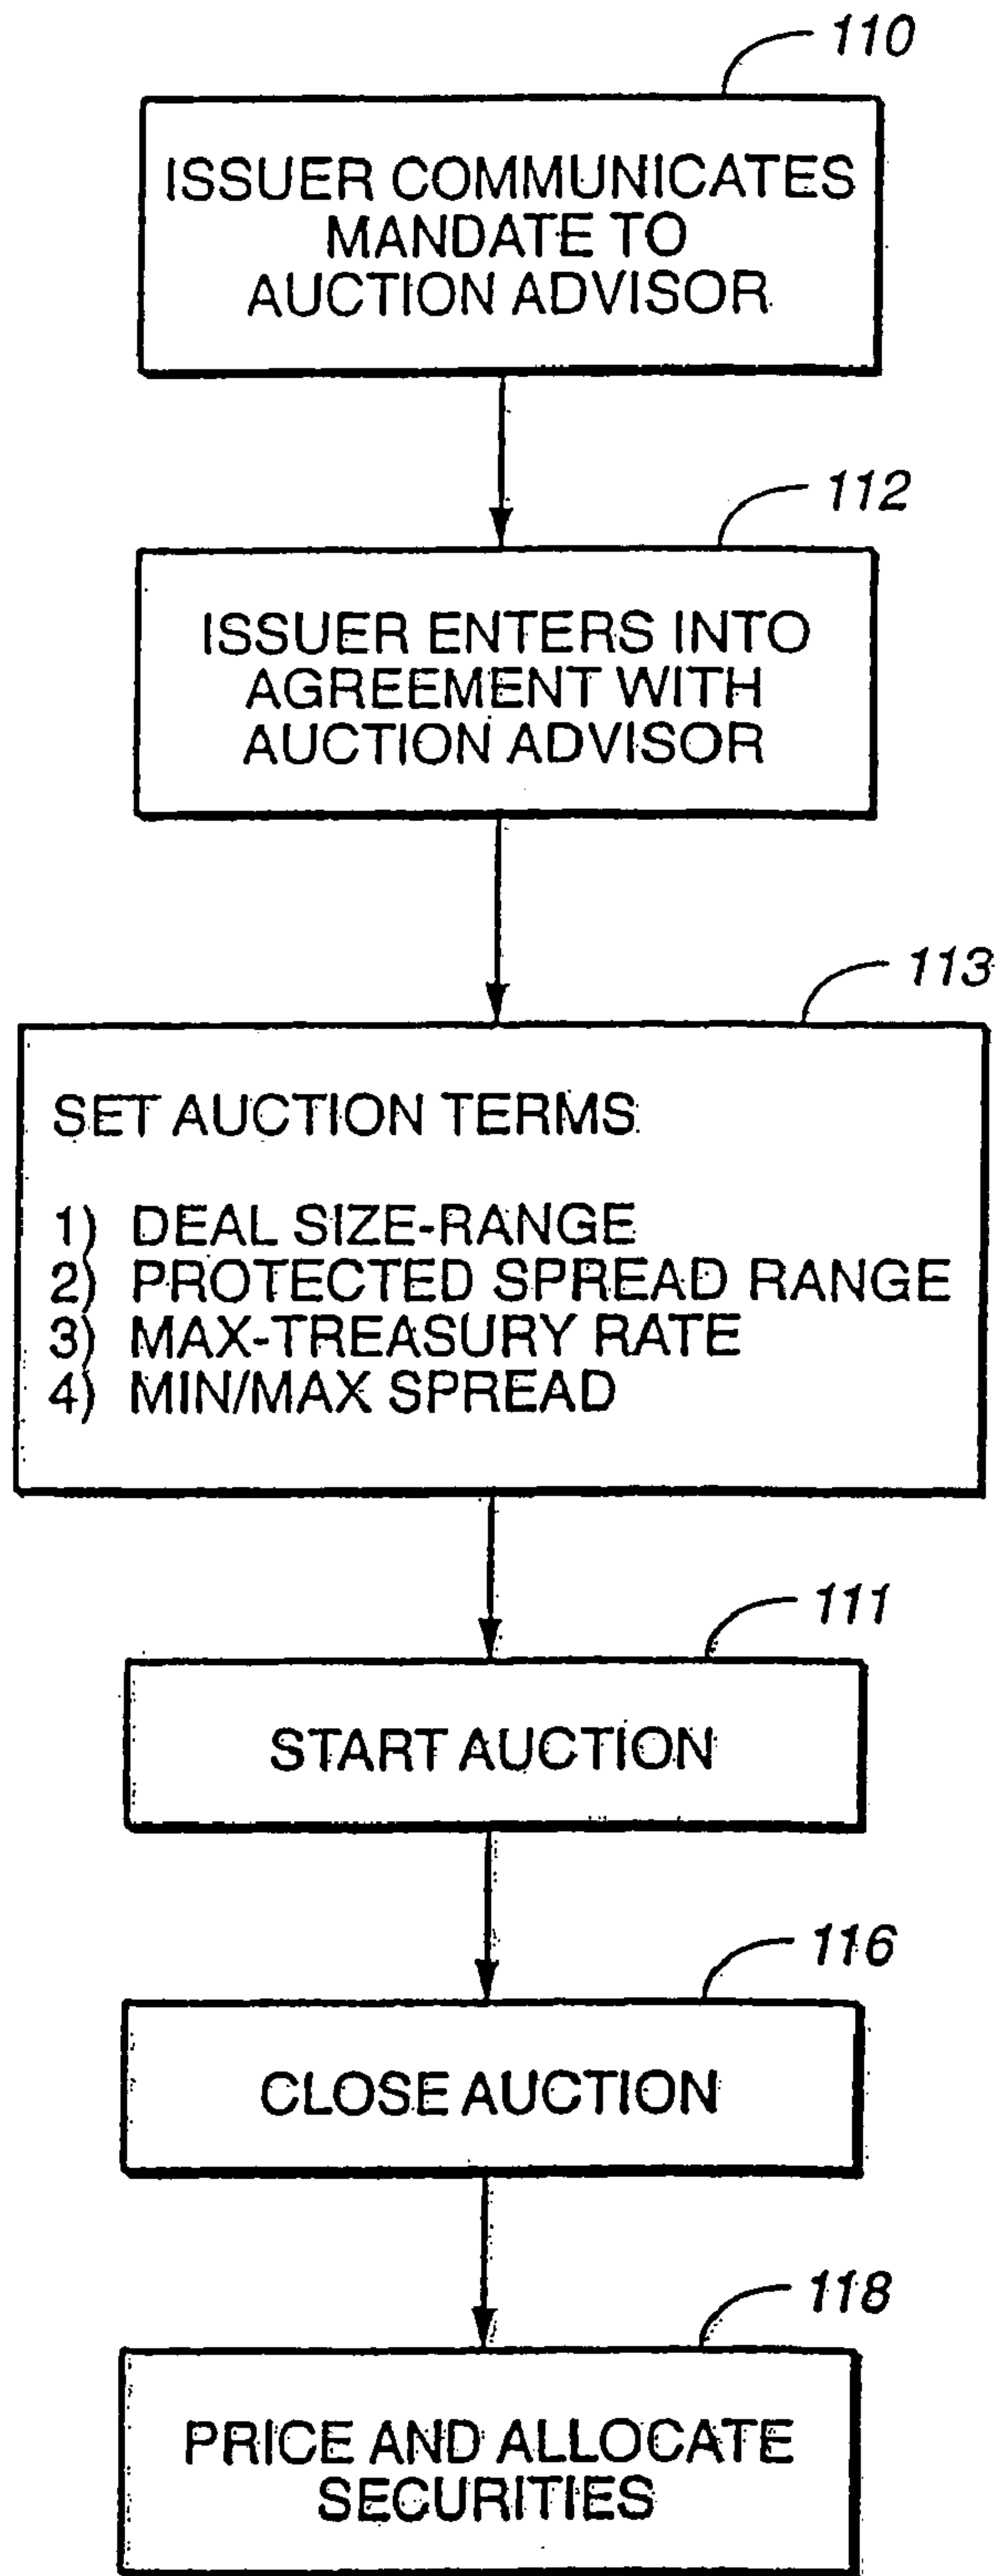 110
ISSUER COMMUNICATES
MANDATE TO
AUCTION ADVISOR
112
ISSUER ENTERS INTO
AGREEMENT WITH
AUCTION ADVISOR
113
SET AUCTION TERMS
1) DEAL SIZE-RANGE
2) PROTECTED SPREAD RANGE
3) MAX-TREASURY RATE
4) MIN/MAX SPREAD
111
START AUCTION
116
CLOSE AUCTION
118
PRICE AND ALLOCATE
SECURITIES